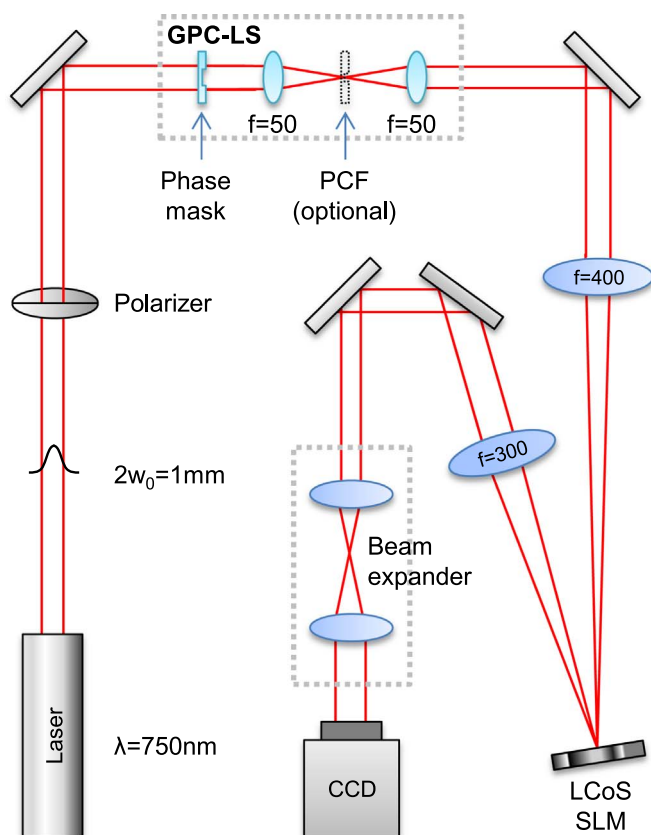 GPC-LS
f=50
f=50
Phase
mask
PCF
(optional)
f=400
Polarizer
f=300
2w₀=1mm
Beam
expander
Laser
λ=750nm
CCD
LCoS
SLM